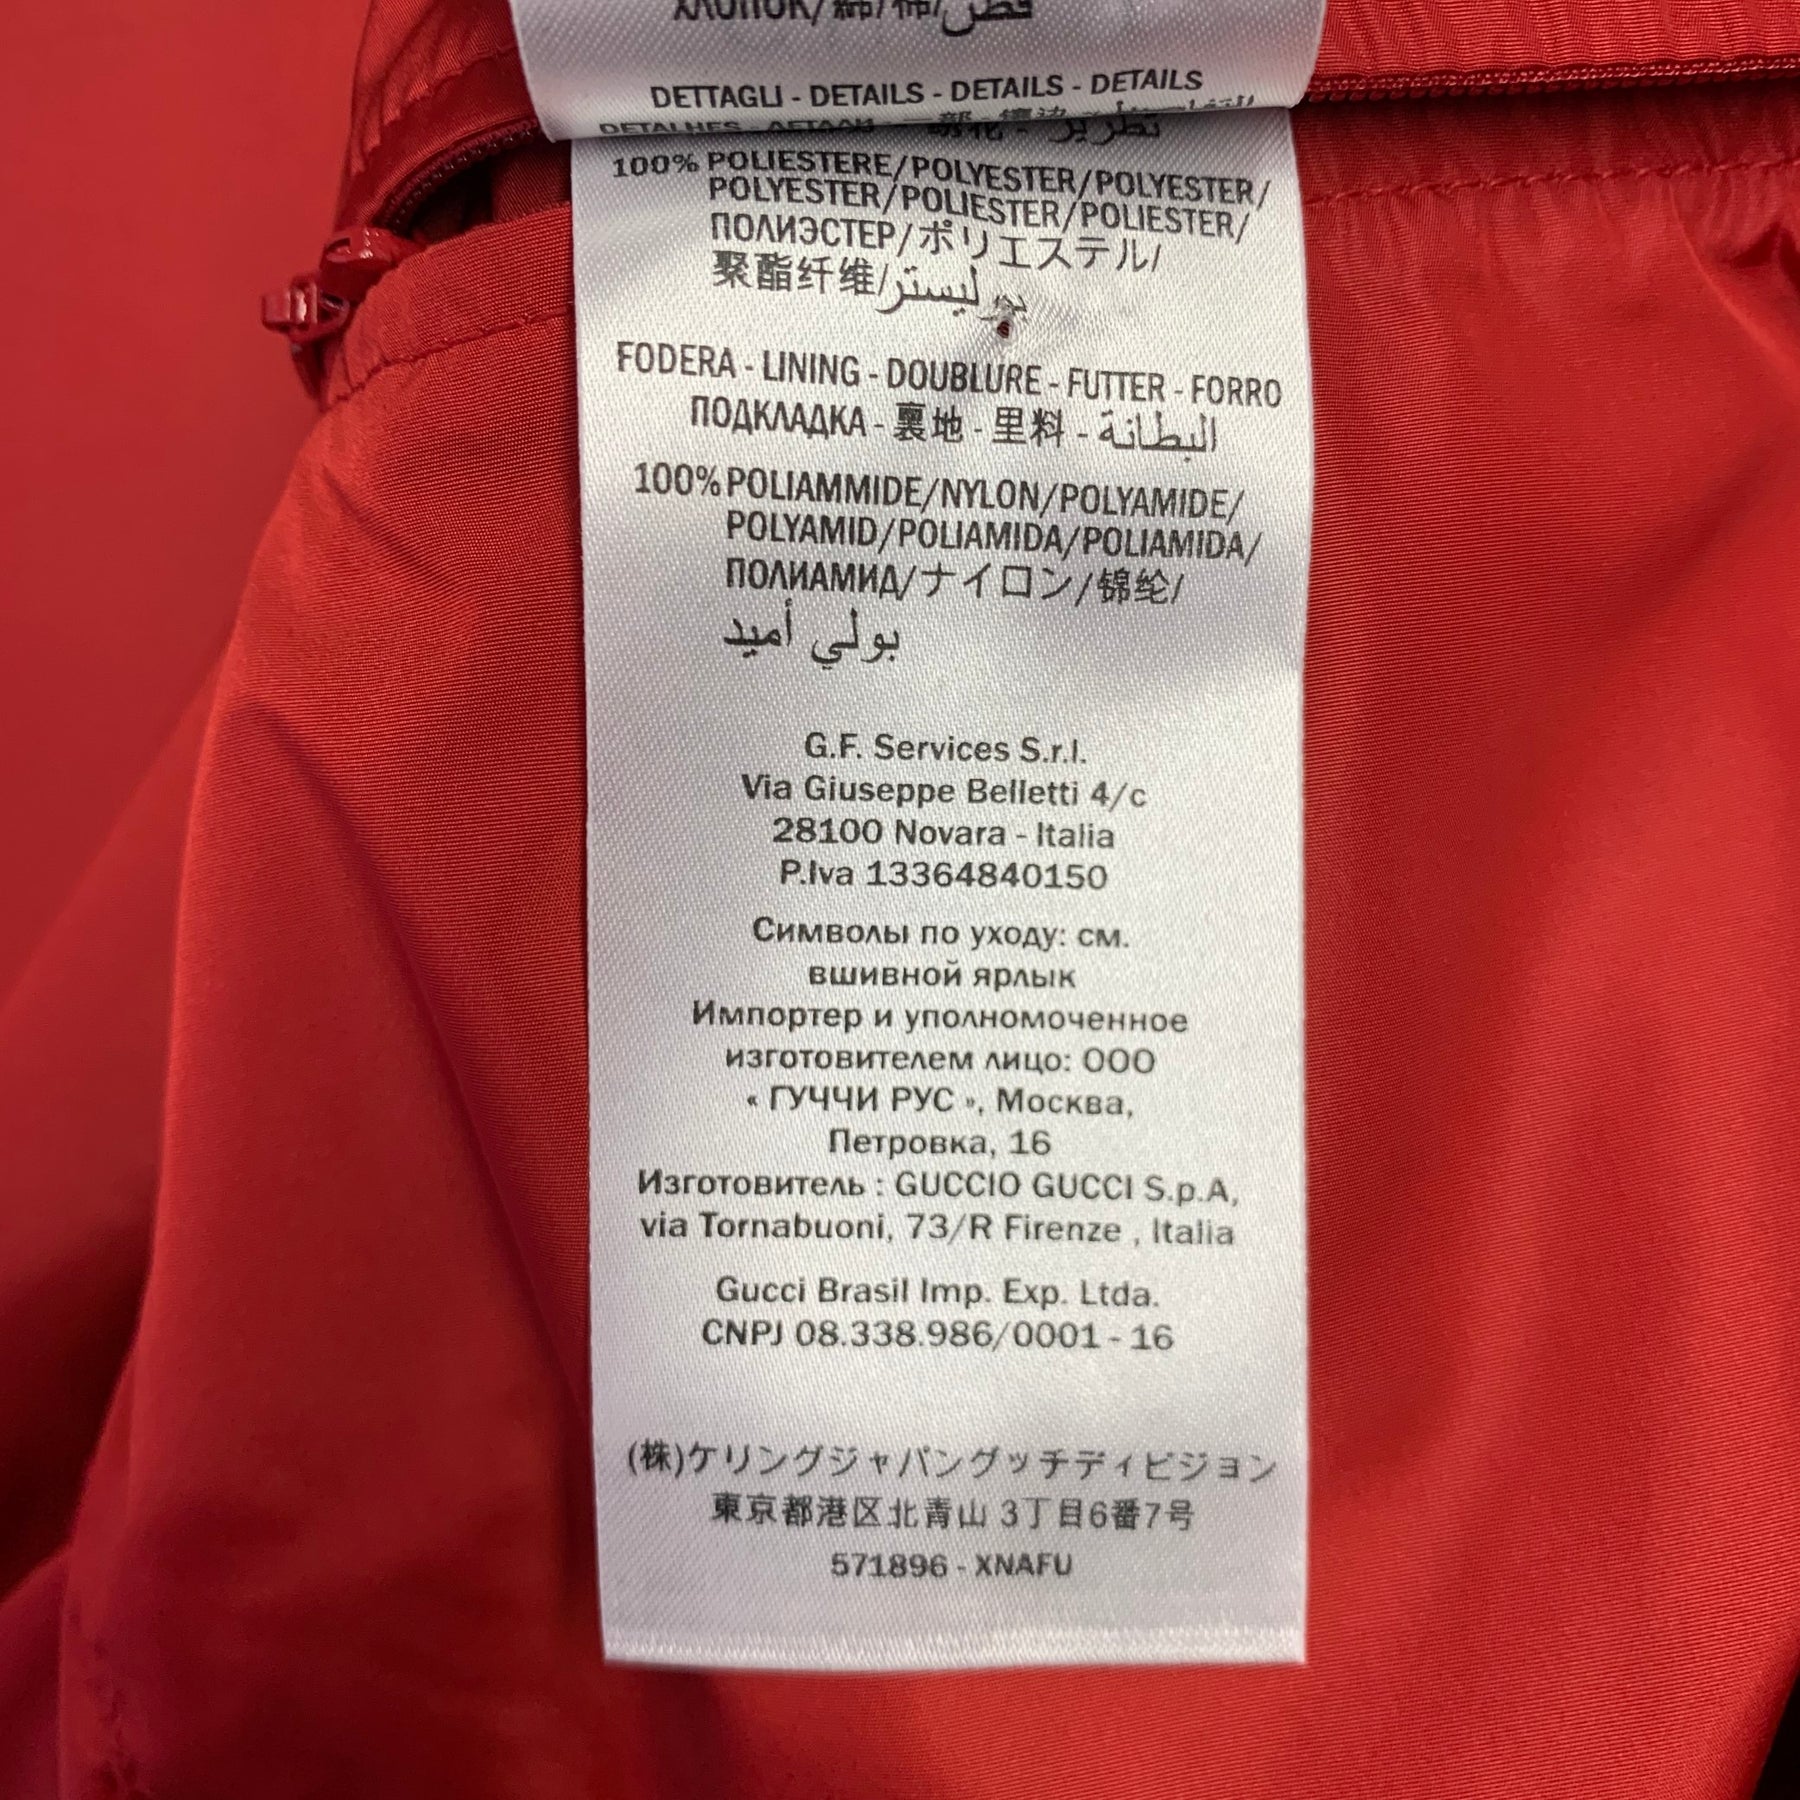 ХЛОПОК/綿/棉/قطن
DETTAGLI - DETAILS - DETAILS - DETAILS
DETALHES - ДЕТАЛИ
100% POLIESTERE/POLYESTER/POLYESTER/
POLYESTER/POLIESTER/POLIESTER/
ПОЛИЭСТЕР/ポリエステル/
聚酯纤维/بوليستر
FODERA - LINING - DOUBLURE - FUTTER - FORRO
ПОДКЛАДКА - 裏地 - 里料 - البطانة
100% POLIAMMIDE/NYLON/POLYAMIDE/
POLYAMID/POLIAMIDA/POLIAMIDA/
ПОЛИАМИД/ナイロン/锦纶/
بولي أميد
G.F. Services S.r.l.
Via Giuseppe Belletti 4/c
28100 Novara - Italia
P.Iva 13364840150
Символы по уходу: см.
вшивной ярлык
Импортер и уполномоченное
изготовителем лицо: ООО
« ГУЧЧИ РУС », Москва,
Петровка, 16
Изготовитель : GUCCIO GUCCI S.p.A,
via Tornabuoni, 73/R Firenze , Italia
Gucci Brasil Imp. Exp. Ltda.
CNPJ 08.338.986/0001 - 16
(株)ケリングジャパングッチディビジョン
東京都港区北青山 3丁目6番7号
571896 - XNAFU